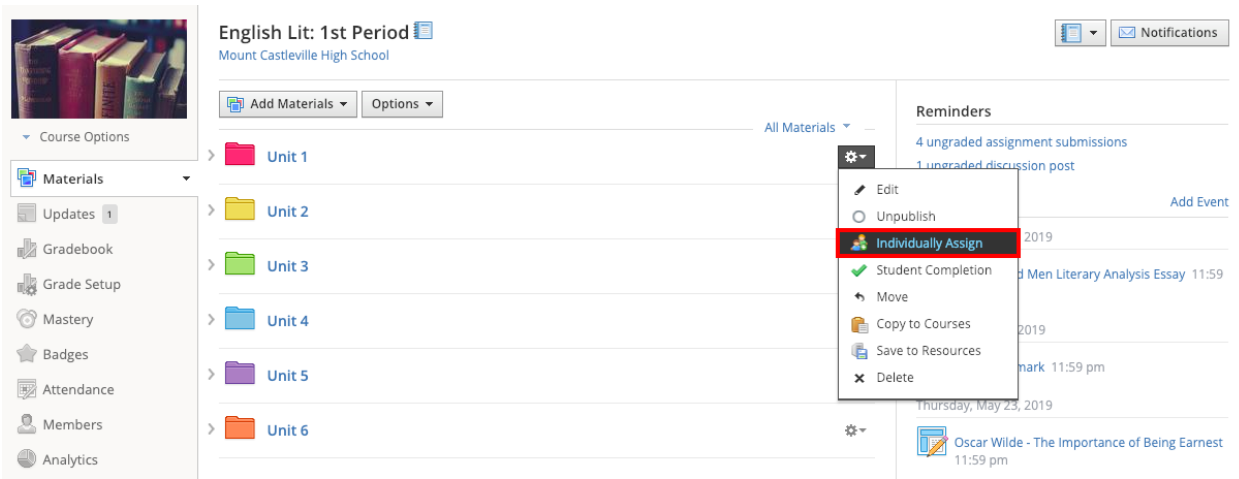 English Lit: 1st Period
Mount Castleville High School
Notifications
Course Options
Materials
Updates 1
Gradebook
Grade Setup
Mastery
Badges
Attendance
Members
Analytics
Add Materials
Options
All Materials
Unit 1
Unit 2
Unit 3
Unit 4
Unit 5
Unit 6
Edit
Unpublish
Individually Assign
Student Completion
Move
Copy to Courses
Save to Resources
Delete
Reminders
4 ungraded assignment submissions
1 ungraded discussion post
Add Event
2019
d Men Literary Analysis Essay 11:59
2019
mark 11:59 pm
Thursday, May 23, 2019
Oscar Wilde - The Importance of Being Earnest
11:59 pm